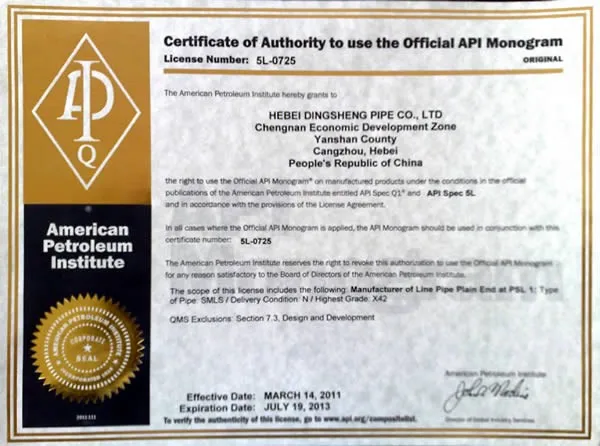 Certificate of Authority to use the Official API Monogram
License Number: 5L-0725
ORIGINAL
The American Petroleum Institute hereby grants to
HEBEI DINGSHENG PIPE CO., LTD
Chengnan Economic Development Zone
Yanshan County
Cangzhou, Hebei
People's Republic of China
the right to use the Official API Monogram® on manufactured products under the conditions in the official
publications of the American Petroleum Institute entitled API Spec Q1® and API Spec 5L
and in accordance with the provisions of the License Agreement.
In all cases where the Official API Monogram is applied, the API Monogram should be used in conjunction with this
certificate number: 5L-0725
The American Petroleum Institute reserves the right to revoke this authorization to use the Official API Monogram
for any reason satisfactory to the Board of Directors of the American Petroleum Institute.
The scope of this license includes the following: Manufacturer of Line Pipe Plain End at PSL 1; Type
of Pipe: SMLS / Delivery Condition: N / Highest Grade: X42
QMS Exclusions: Section 7.3, Design and Development
API
Q
American
Petroleum
Institute
AMERICAN PETROLEUM INSTITUTE
CORPORATE
SEAL
American Petroleum Institute
Director of Global Industry Services
Effective Date: MARCH 14, 2011
Expiration Date: JULY 19, 2013
To verify the authenticity of this license, go to www.api.org/compositelist.